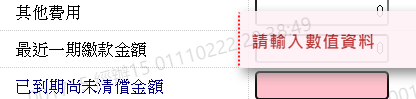 其他費用
0
最近一期繳款金額
請輸入數值資料
已到期尚未清償金額